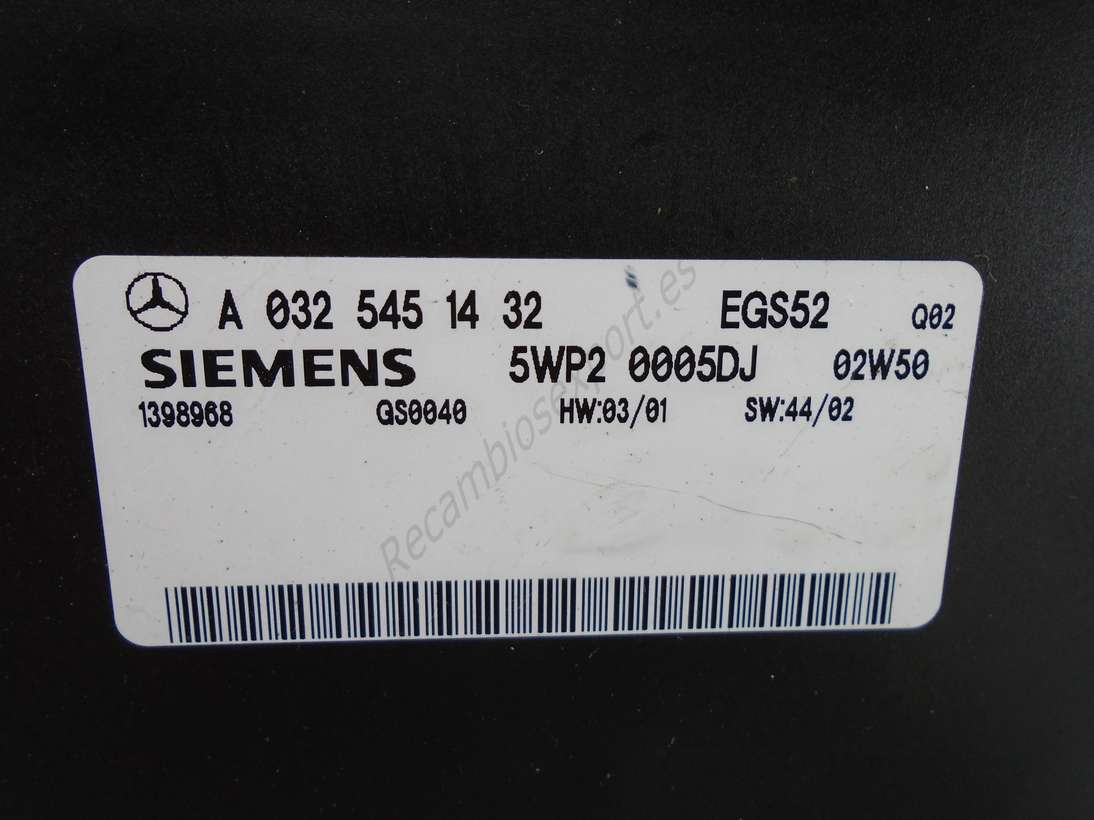 A 032 545 14 32 EGS52 Q02
SIEMENS 5WP2 0005DJ 02W50
1398968 GS0040 HW:03/01 SW:44/02
Recambiosexport.es